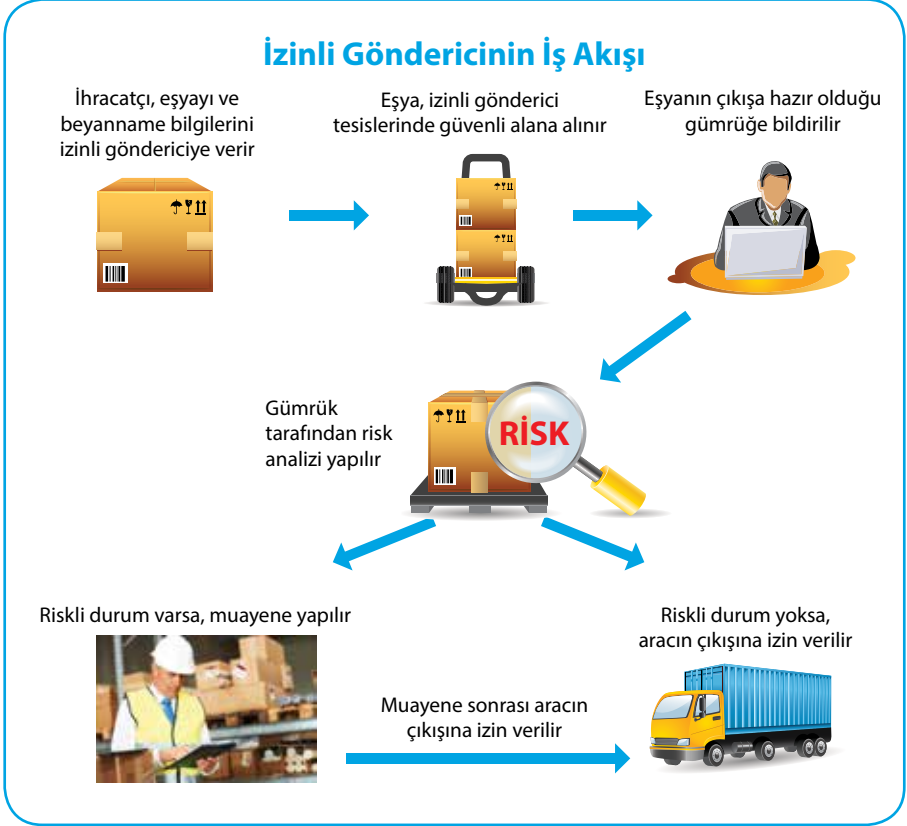 İzinli Göndericinin İş Akışı
İhracatçı, eşyayı ve
beyanname bilgilerini
izinli göndericiye verir
Eşya, izinli gönderici
tesislerinde güvenli alana alınır
Eşyanın çıkışa hazır olduğu
gümrüğe bildirilir
Gümrük
tarafından risk
analizi yapılır
RİSK
Riskli durum varsa, muayene yapılır
Muayene sonrası aracın
çıkışına izin verilir
Riskli durum yoksa,
aracın çıkışına izin verilir